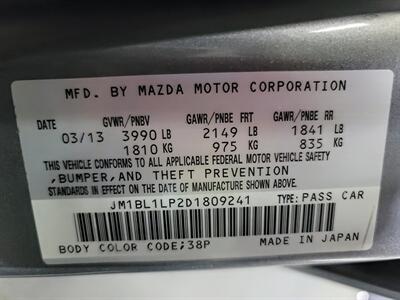 MFD. BY MAZDA MOTOR CORPORATION
DATE GVWR/PNBV GAWR/PNBE FRT GAWR/PNBE RR
03/13 3990 LB 2149 LB 1841 LB
1810 KG 975 KG 835 KG
THIS VEHICLE CONFORMS TO ALL APPLICABLE FEDERAL MOTOR VEHICLE SAFETY
,BUMPER,AND THEFT PREVENTION
STANDARDS IN EFFECT ON THE DATE OF MANUFACTURE SHOWN ABOVE.
JM1BL1LP2D1809241 TYPE: PASS CAR
BODY COLOR CODE;38P MADE IN JAPAN